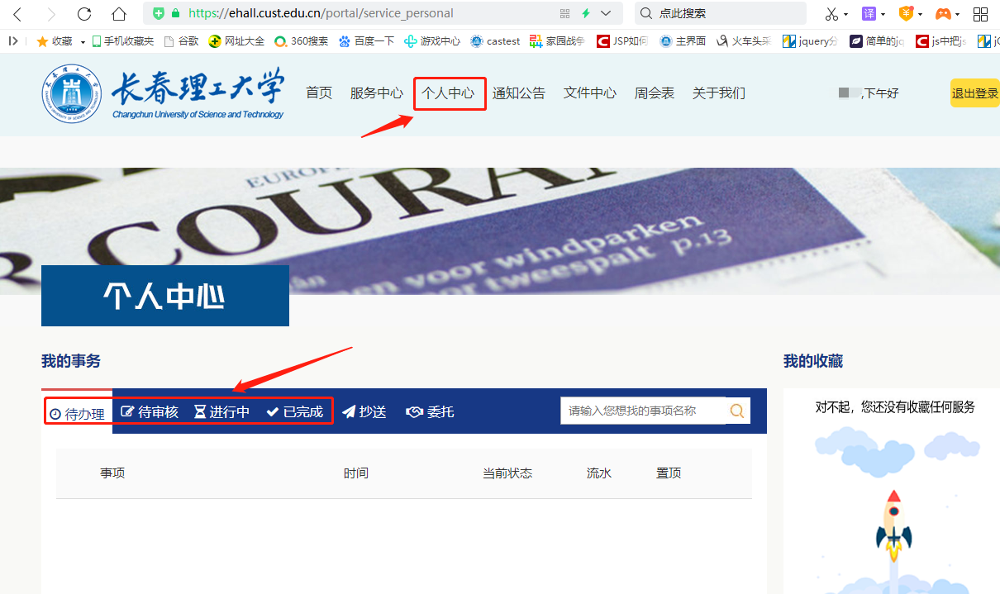 https://ehall.cust.edu.cn/portal/service_personal
点此搜索
译
收藏 手机收藏夹 谷歌 网址大全 360搜索 百度一下 游戏中心 castest 家园战争 JSP如何 主界面 火车头采 jquery分 简单的jq js中把js
长春理工大学
Changchun University of Science and Technology
首页 服务中心 个人中心 通知公告 文件中心 周会表 关于我们
,下午好
退出登录
EUROP
COURAN
en voor windparken
oor tweespalt p.13
个人中心
我的事务
我的收藏
待办理 待审核 进行中 已完成 抄送 委托
请输入您想找的事项名称
对不起，您还没有收藏任何服务
事项 时间 当前状态 流水 置顶